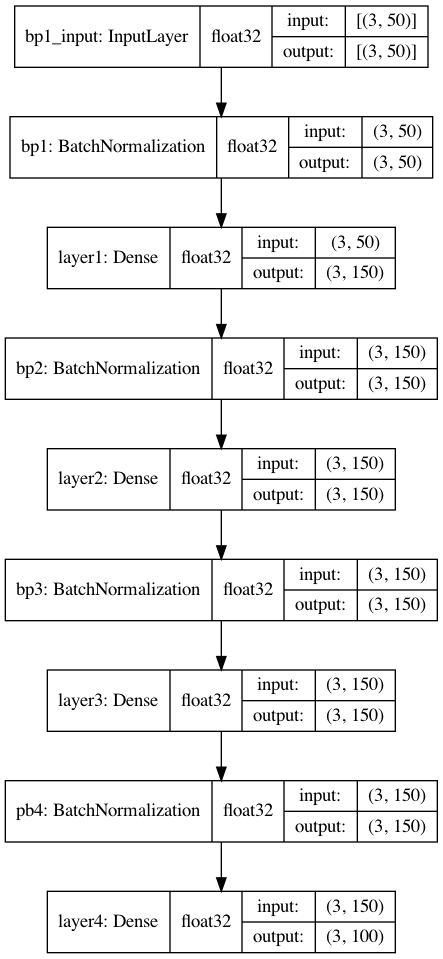 bp1_input: InputLayer float32 input: [(3, 50)]
output: [(3, 50)]
bp1: BatchNormalization float32 input: (3, 50)
output: (3, 50)
layer1: Dense float32 input: (3, 50)
output: (3, 150)
bp2: BatchNormalization float32 input: (3, 150)
output: (3, 150)
layer2: Dense float32 input: (3, 150)
output: (3, 150)
bp3: BatchNormalization float32 input: (3, 150)
output: (3, 150)
layer3: Dense float32 input: (3, 150)
output: (3, 150)
pb4: BatchNormalization float32 input: (3, 150)
output: (3, 150)
layer4: Dense float32 input: (3, 150)
output: (3, 100)